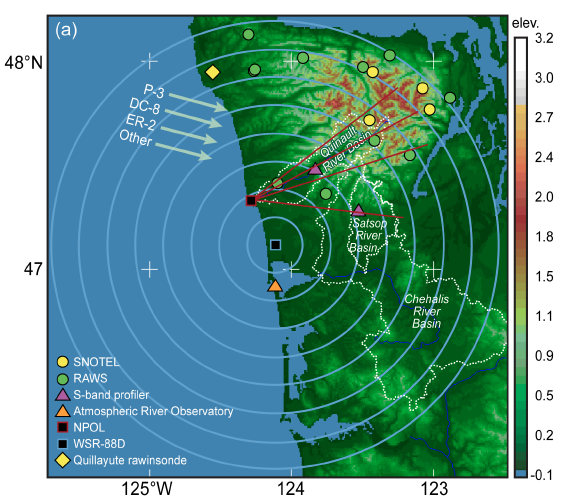 (a)
elev.
48°N
47
125°W
124
123
P-3
DC-8
ER-2
Other
Quinault
River Basin
Satsop
River
Basin
Chehalis
River
Basin
SNOTEL
RAWS
S-band profiler
Atmospheric River Observatory
NPOL
WSR-88D
Quillayute rawinsonde
3.2
3.0
2.7
2.4
2.0
1.8
1.5
1.1
0.9
0.5
0.2
-0.1